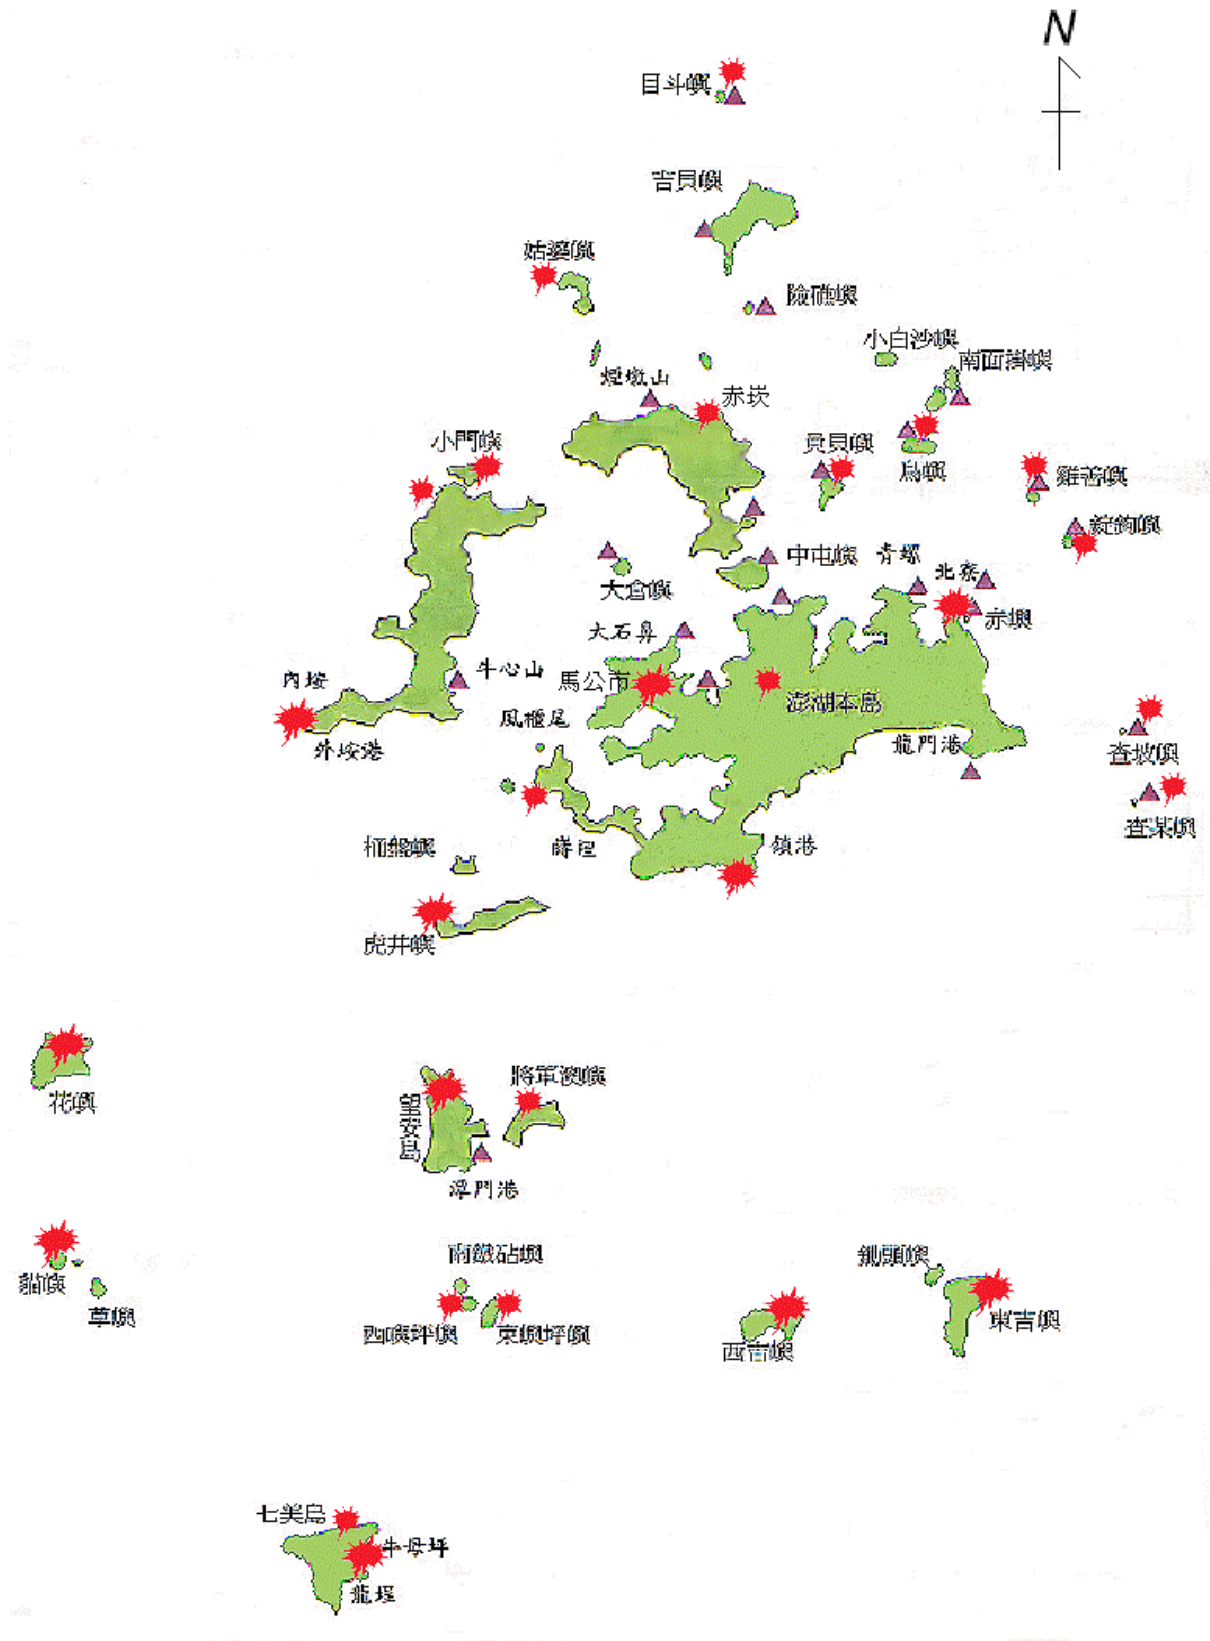 N
目斗嶼
吉貝嶼
姑婆嶼
險礁嶼
小白沙嶼
南面掛嶼
煙墩山
赤崁
小門嶼
員貝嶼
鳥嶼
雞善嶼
錠鉤嶼
中屯嶼
青螺
北寮
大倉嶼
赤嶼
大石鼻
牛心山
馬公市
內垵
澎湖本島
風櫃尾
外垵港
龍門港
查坡嶼
查某嶼
桶盤嶼
蒔裡
鎖港
虎井嶼
花嶼
將軍澳嶼
望安島
潭門港
南鐵砧嶼
鋤頭嶼
貓嶼
草嶼
西嶼坪嶼
東嶼坪嶼
東吉嶼
西吉嶼
七美島
牛母坪
龍埕